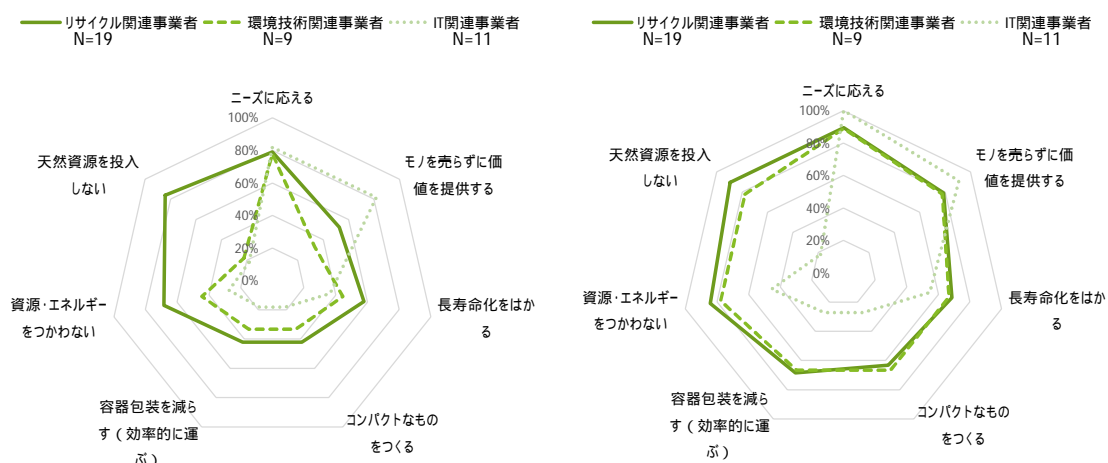 リサイクル関連事業者
N=19
環境技術関連事業者
N=9
IT関連事業者
N=11
ニーズに応える
100%
80%
60%
40%
20%
0%
モノを売らずに価
値を提供する
長寿命化をはか
る
コンパクトなもの
をつくる
容器包装を減ら
す（効率的に運
ぶ）
資源・エネルギー
をつかわない
天然資源を投入
しない
リサイクル関連事業者
N=19
環境技術関連事業者
N=9
IT関連事業者
N=11
ニーズに応える
100%
80%
60%
40%
20%
0%
モノを売らずに価
値を提供する
長寿命化をはか
る
コンパクトなもの
をつくる
容器包装を減ら
す（効率的に運
ぶ）
資源・エネルギー
をつかわない
天然資源を投入
しない